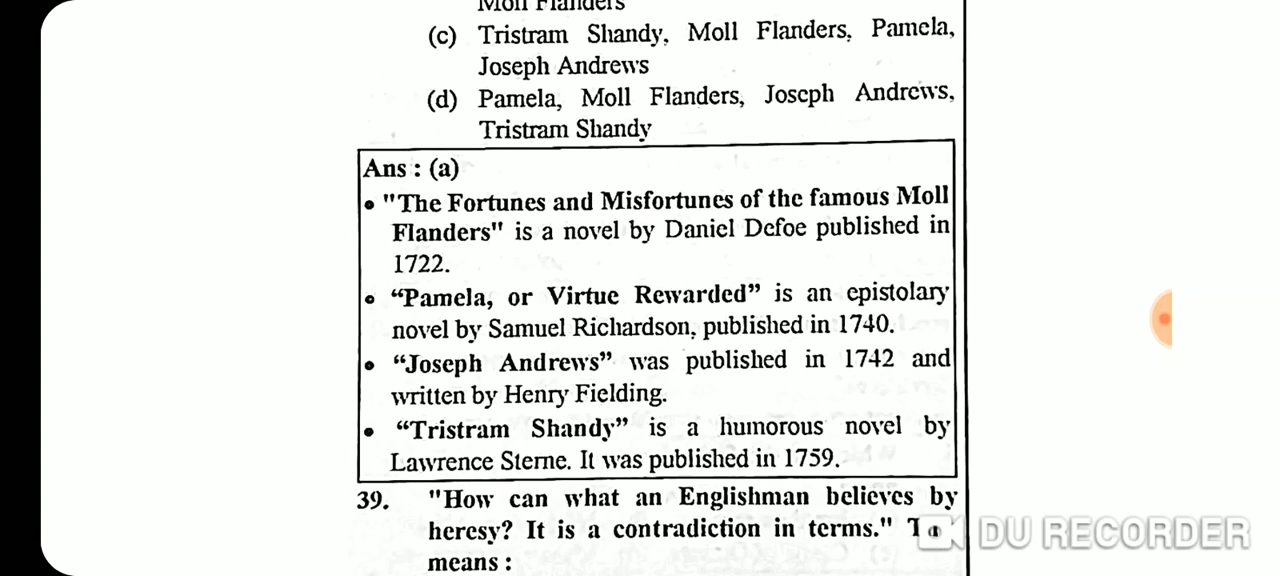 Moll Flanders
(c) Tristram Shandy, Moll Flanders, Pamela,
Joseph Andrews
(d) Pamela, Moll Flanders, Joseph Andrews,
Tristram Shandy
Ans : (a)
• "The Fortunes and Misfortunes of the famous Moll
Flanders" is a novel by Daniel Defoe published in
1722.
• “Pamela, or Virtue Rewarded” is an epistolary
novel by Samuel Richardson, published in 1740.
• “Joseph Andrews” was published in 1742 and
written by Henry Fielding.
• “Tristram Shandy” is a humorous novel by
Lawrence Sterne. It was published in 1759.
39. "How can what an Englishman believes by
heresy? It is a contradiction in terms."
means :
DU RECORDER